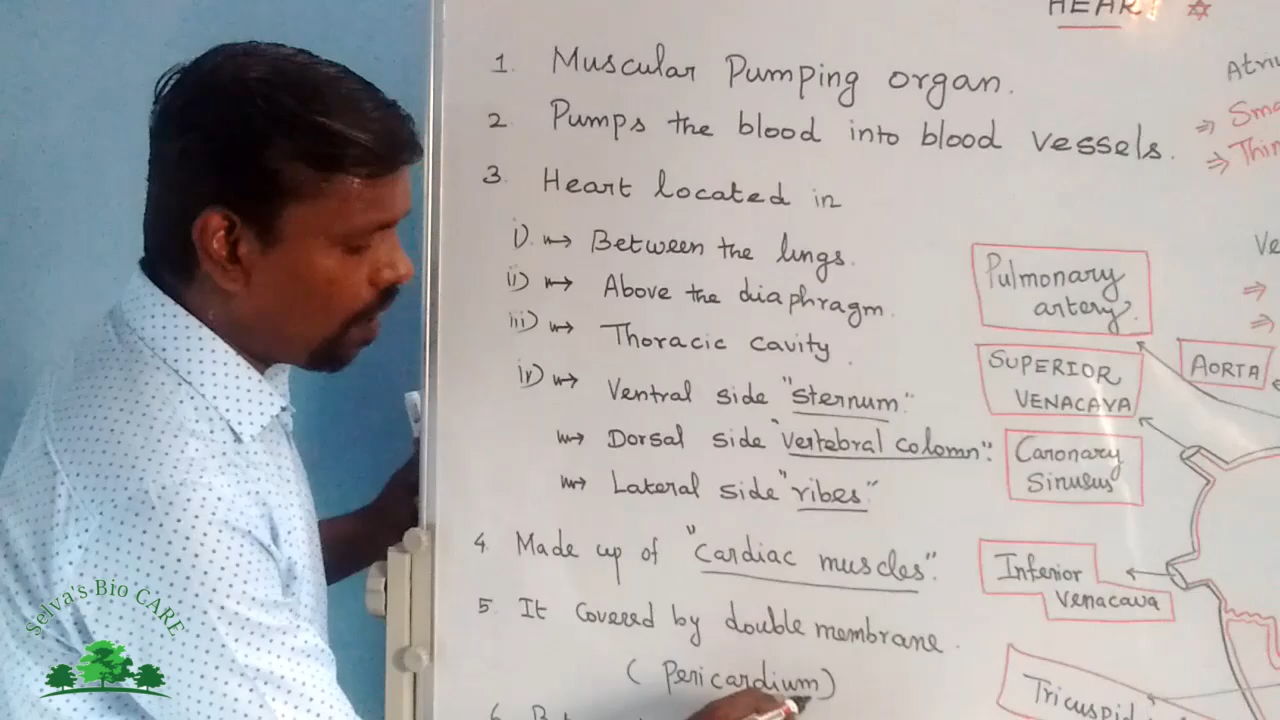 HEART
1. Muscular Pumping organ.
2. Pumps the blood into blood vessels.
3. Heart located in
i) Between the lungs.
ii) Above the diaphragm.
iii) Thoracic cavity.
iv) Ventral side "sternum".
Dorsal side "vertebral colomn".
Lateral side "ribes"
4. Made up of "cardiac muscles".
5. It Covered by double membrane.
(Pericardium)
6.
Pulmonary
artery.
SUPERIOR
VENACAVA
AORTA
Caronary
Sinusus
Inferior
Venacava
Tricuspid
Selva's Bio CARE